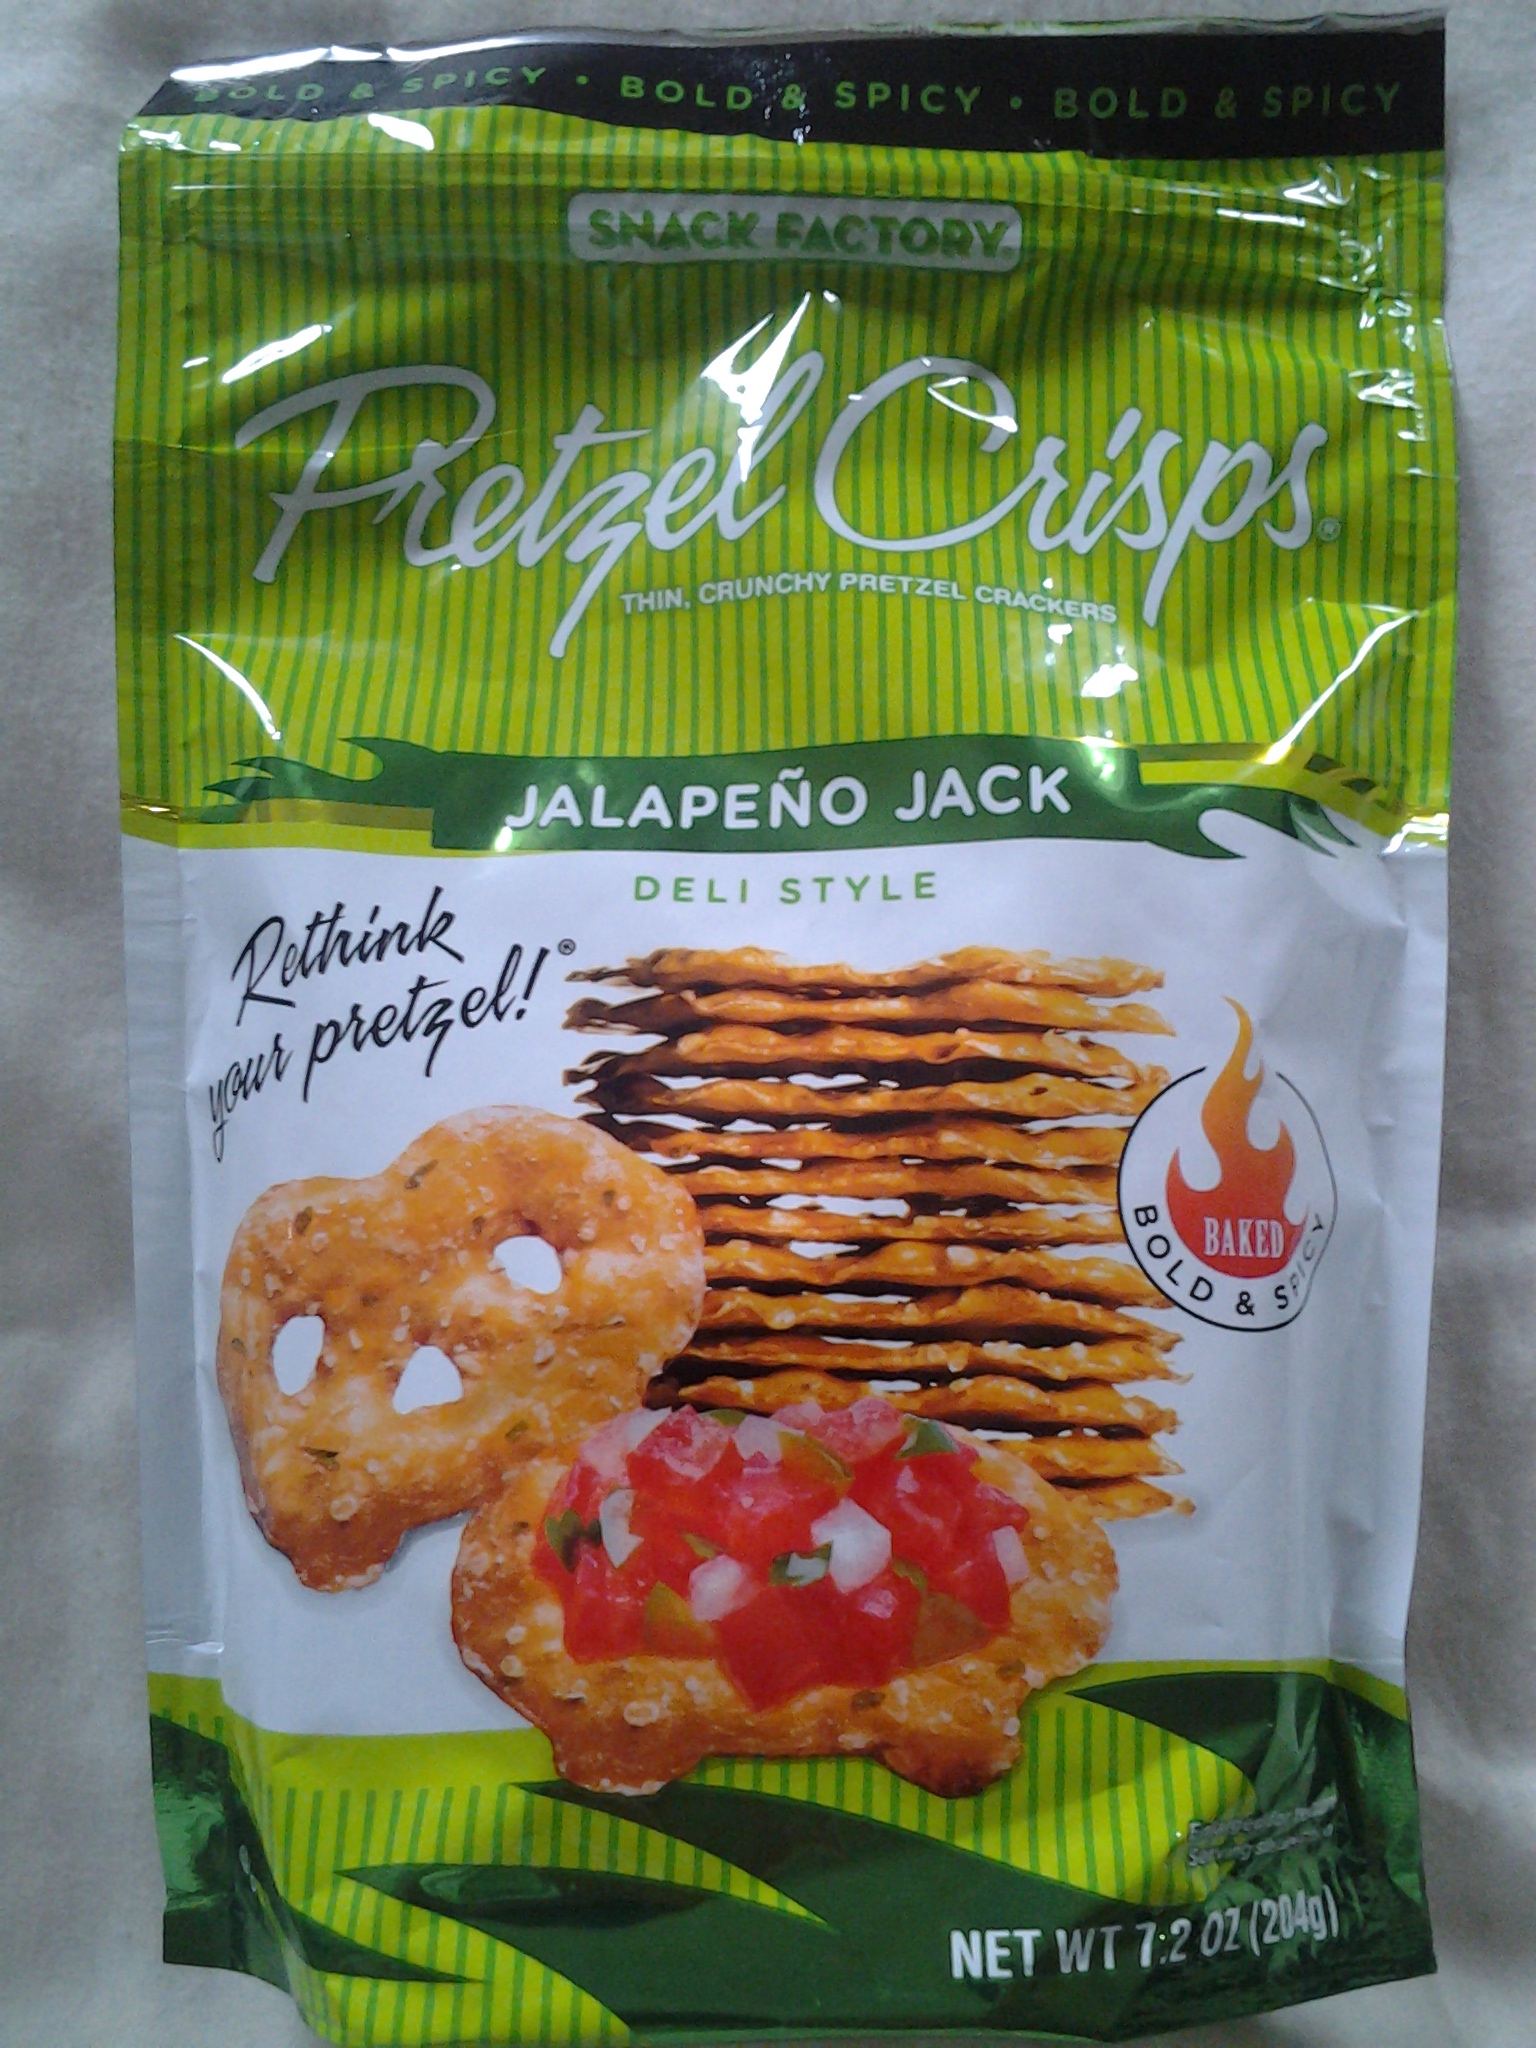 BOLD & SPICY • BOLD & SPICY • BOLD & SPICY
SNACK FACTORY®
Pretzel Crisps®
THIN, CRUNCHY PRETZEL CRACKERS
JALAPEÑO JACK
DELI STYLE
Rethink
your pretzel!®
BAKED
BOLD & SPICY
Serving
NET WT 7.2 OZ (204g)